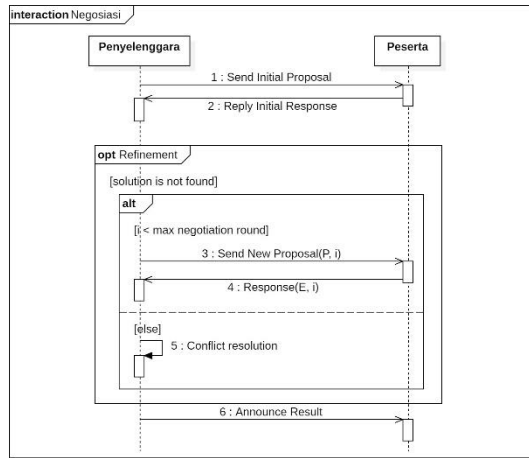 interaction Negosiasi
Penyelenggara
Peserta
1 : Send Initial Proposal
2 : Reply Initial Response
opt Refinement
[solution is not found]
alt
[i < max negotiation round]
3 : Send New Proposal(P, i)
4 : Response(E, i)
[else]
5 : Conflict resolution
6 : Announce Result